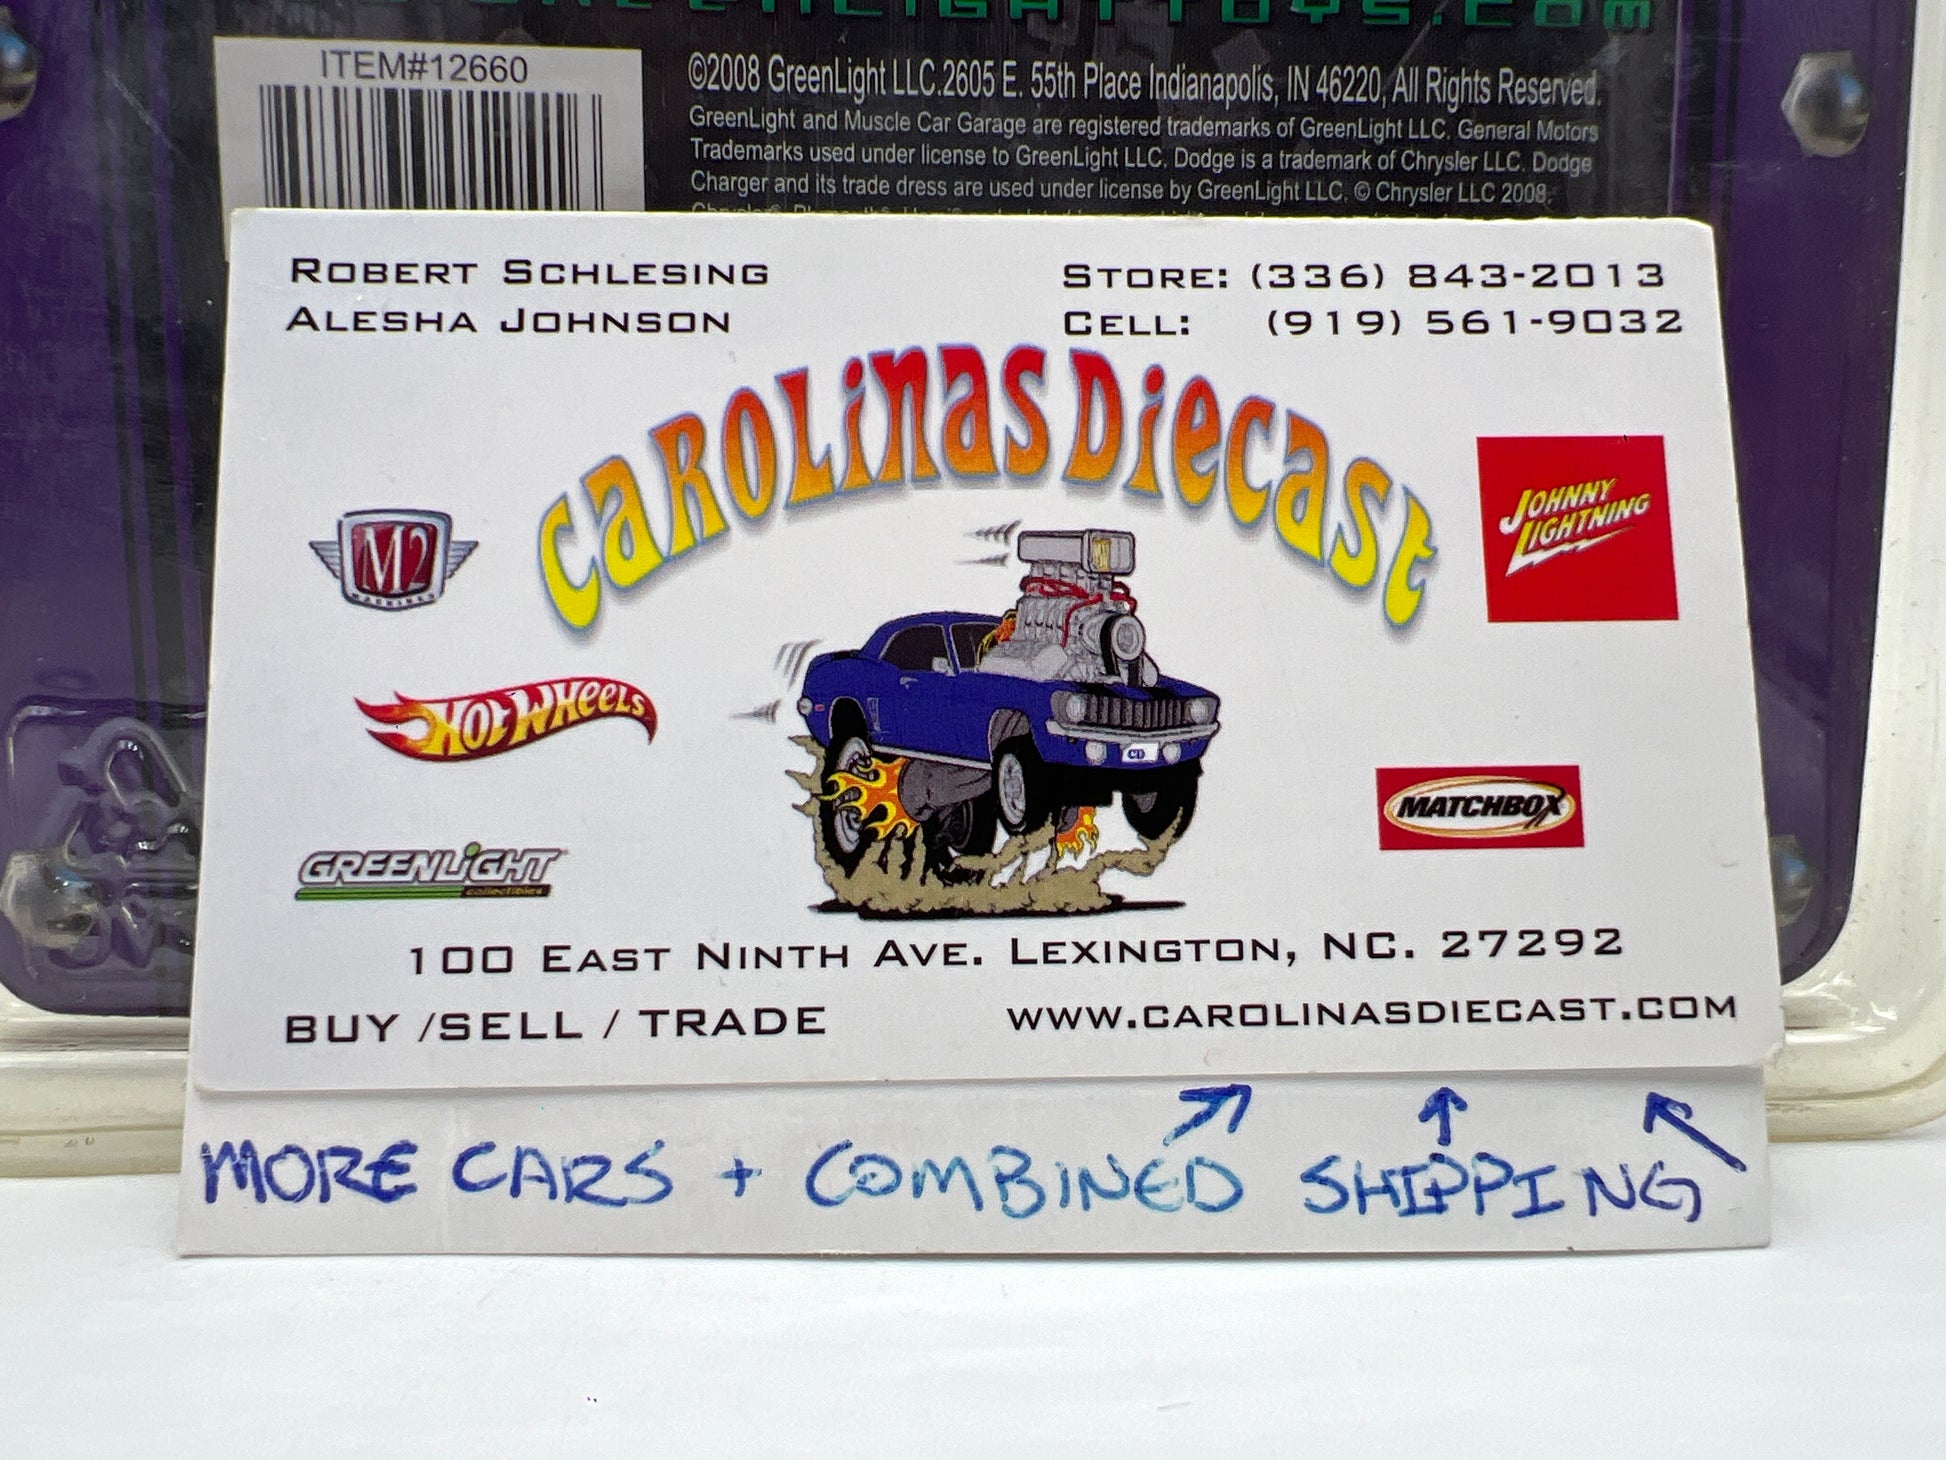 ITEM#12660
©2008 GreenLight LLC.2605 E. 55th Place Indianapolis, IN 46220, All Rights Reserved.
GreenLight and Muscle Car Garage are registered trademarks of GreenLight LLC. General Motors
Trademarks used under license to GreenLight LLC. Dodge is a trademark of Chrysler LLC. Dodge
Charger and its trade dress are used under license by GreenLight LLC. © Chrysler LLC 2008.
ROBERT SCHLESING
ALESHA JOHNSON
STORE: (336) 843-2013
CELL: (919) 561-9032
CAROLINAS DIECAST
M2
MACHINES
JOHNNY
LIGHTNING
HOT WHEELS
CD
MATCHBOX
GREENLIGHT
collectibles
100 EAST NINTH AVE. LEXINGTON, NC. 27292
BUY /SELL / TRADE
WWW.CAROLINASDIECAST.COM
MORE CARS + COMBINED SHIPPING